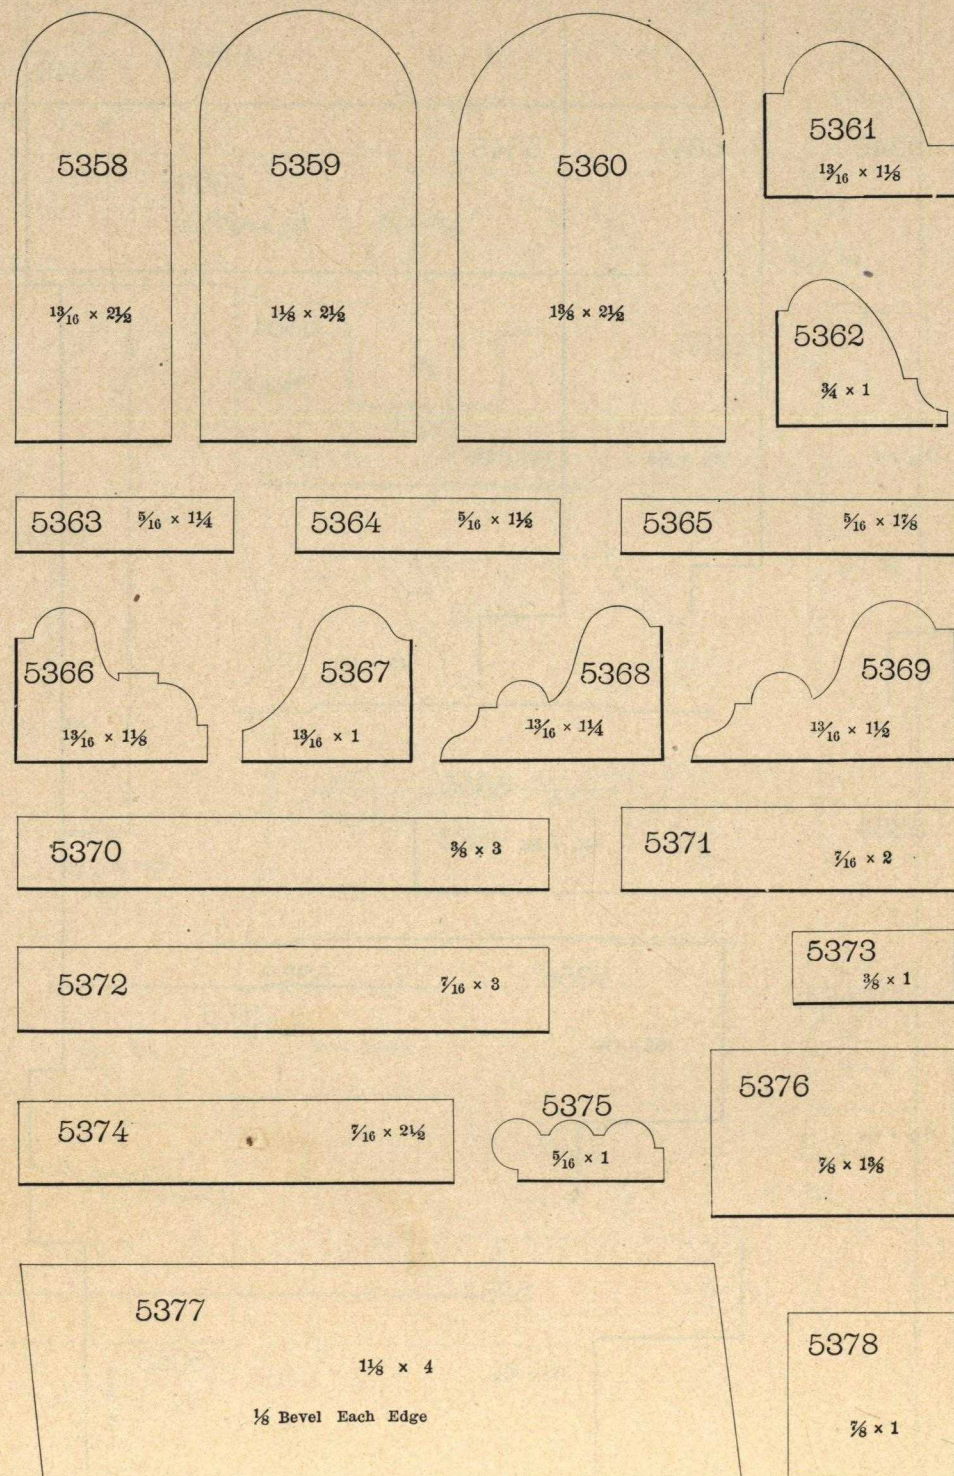 5358
5359
5360
5361
13/16 × 1⅛
13/16 × 2½
1⅛ × 2½
1⅜ × 2½
5362
¾ × 1
5363 5/16 × 1¼
5364 5/16 × 1½
5365 5/16 × 1⅞
5366
13/16 × 1⅛
5367
13/16 × 1
5368
13/16 × 1¼
5369
13/16 × 1½
5370 ⅜ × 3
5371 7/16 × 2
5372 7/16 × 3
5373
⅜ × 1
5374 7/16 × 2½
5375
5/16 × 1
5376
⅞ × 1⅜
5377
1⅛ × 4
⅛ Bevel Each Edge
5378
⅞ × 1